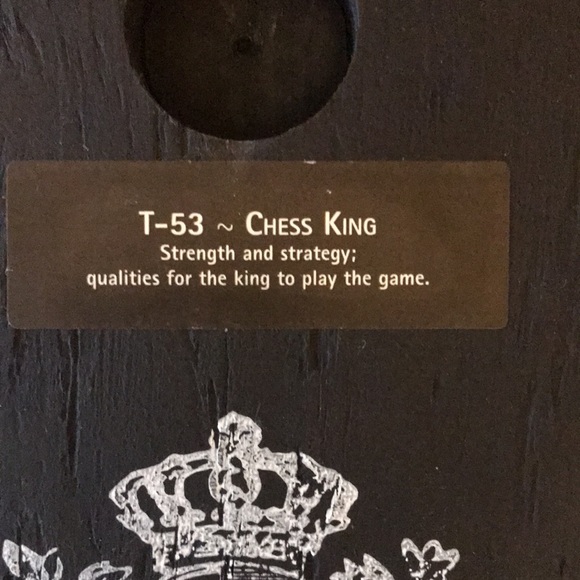 T-53 ~ Chess King
Strength and strategy;
qualities for the king to play the game.